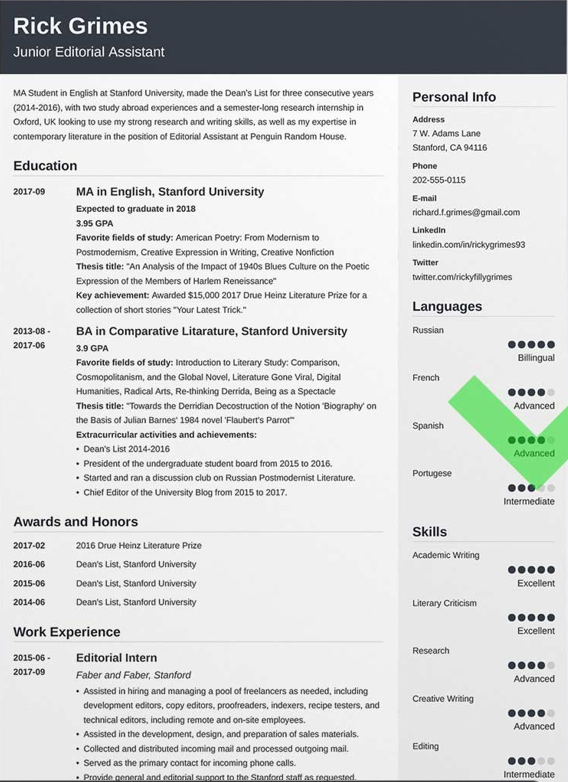 Rick Grimes
Junior Editorial Assistant
MA Student in English at Stanford University, made the Dean's List for three consecutive years
(2014-2016), with two study abroad experiences and a semester-long research internship in
Oxford, UK looking to use my strong research and writing skills, as well as my expertise in
contemporary literature in the position of Editorial Assistant at Penguin Random House.
Education
2017-09
MA in English, Stanford University
Expected to graduate in 2018
3.95 GPA
Favorite fields of study: American Poetry: From Modernism to
Postmodernism, Creative Expression in Writing, Creative Nonfiction
Thesis title: "An Analysis of the Impact of 1940s Blues Culture on the Poetic
Expression of the Members of Harlem Reneissance"
Key achievement: Awarded $15,000 2017 Drue Heinz Literature Prize for a
collection of short stories "Your Latest Trick."
2013-08 -
2017-06
BA in Comparative Litarature, Stanford University
3.9 GPA
Favorite fields of study: Introduction to Literary Study: Comparison,
Cosmopolitanism, and the Global Novel, Literature Gone Viral, Digital
Humanities, Radical Arts, Re-thinking Derrida, Being as a Spectacle
Thesis title: "Towards the Derridian Decostruction of the Notion 'Biography' on
the Basis of Julian Barnes' 1984 novel 'Flaubert's Parrot'"
Extracurricular activities and achievements:
• Dean's List 2014-2016
• President of the undergraduate student board from 2015 to 2016.
• Started and ran a discussion club on Russian Postmodernist Literature.
• Chief Editor of the University Blog from 2015 to 2017.
Awards and Honors
2017-02 2016 Drue Heinz Literature Prize
2016-06 Dean's List, Stanford University
2015-06 Dean's List, Stanford University
2014-06 Dean's List, Stanford University
Work Experience
2015-06 -
2017-09
Editorial Intern
Faber and Faber, Stanford
• Assisted in hiring and managing a pool of freelancers as needed, including
development editors, copy editors, proofreaders, indexers, recipe testers, and
technical editors, including remote and on-site employees.
• Assisted in the development, design, and preparation of sales materials.
• Collected and distributed incoming mail and processed outgoing mail.
• Served as the primary contact for incoming phone calls.
• Provide general and editorial support to the Stanford staff as requested.
Personal Info
Address
7 W. Adams Lane
Stanford, CA 94116
Phone
202-555-0115
E-mail
richard.f.grimes@gmail.com
LinkedIn
linkedin.com/in/rickygrimes93
Twitter
twitter.com/rickyfillygrimes
Languages
Russian
Billingual
French
Advanced
Spanish
Advanced
Portugese
Intermediate
Skills
Academic Writing
Excellent
Literary Criticism
Excellent
Research
Advanced
Creative Writing
Advanced
Editing
Intermediate